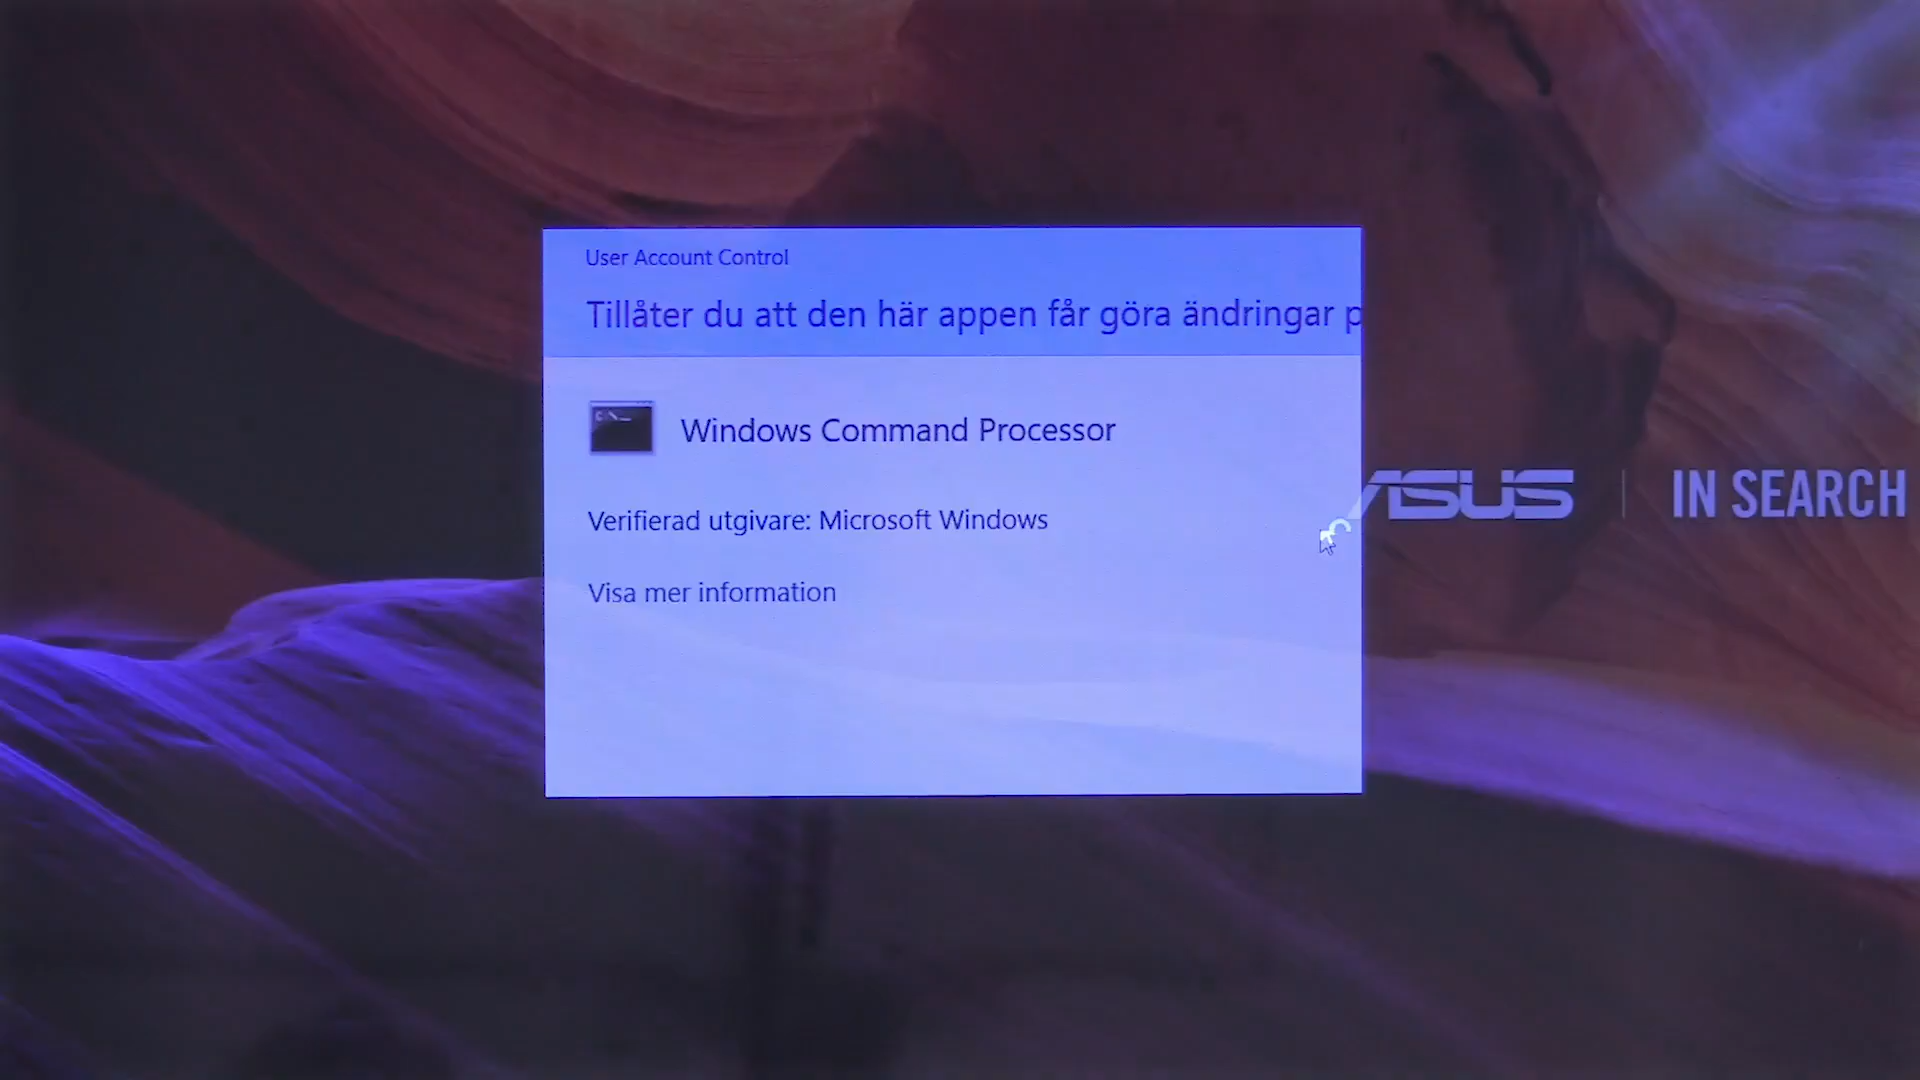 User Account Control
Tillåter du att den här appen får göra ändringar p
C:\_
Windows Command Processor
Verifierad utgivare: Microsoft Windows
Visa mer information
ASUS | IN SEARCH